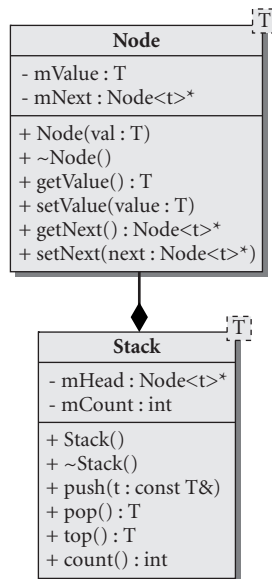 T
Node
- mValue : T
- mNext : Node<t>*
+ Node(val : T)
+ ~Node()
+ getValue() : T
+ setValue(value : T)
+ getNext() : Node<t>*
+ setNext(next : Node<t>*)
T
Stack
- mHead : Node<t>*
- mCount : int
+ Stack()
+ ~Stack()
+ push(t : const T&)
+ pop() : T
+ top() : T
+ count() : int